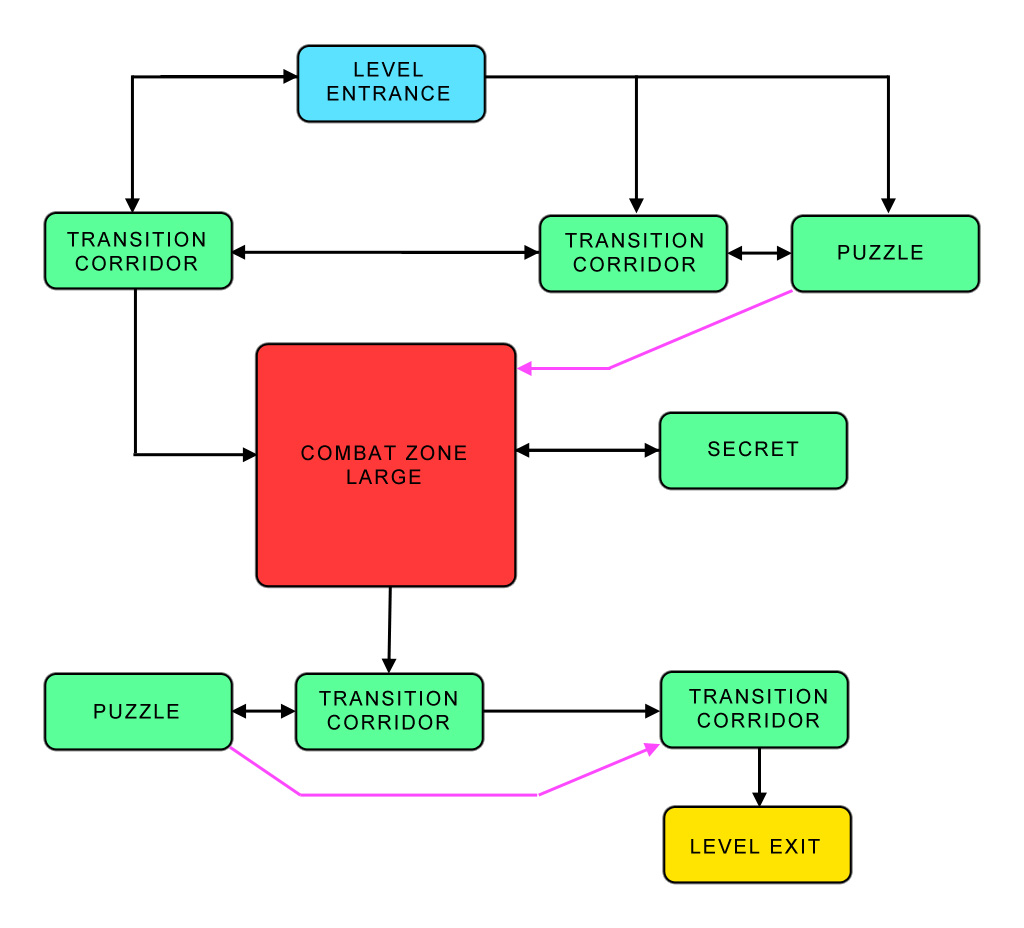 LEVEL
ENTRANCE
TRANSITION
CORRIDOR
TRANSITION
CORRIDOR
PUZZLE
COMBAT ZONE
LARGE
SECRET
PUZZLE
TRANSITION
CORRIDOR
TRANSITION
CORRIDOR
LEVEL EXIT